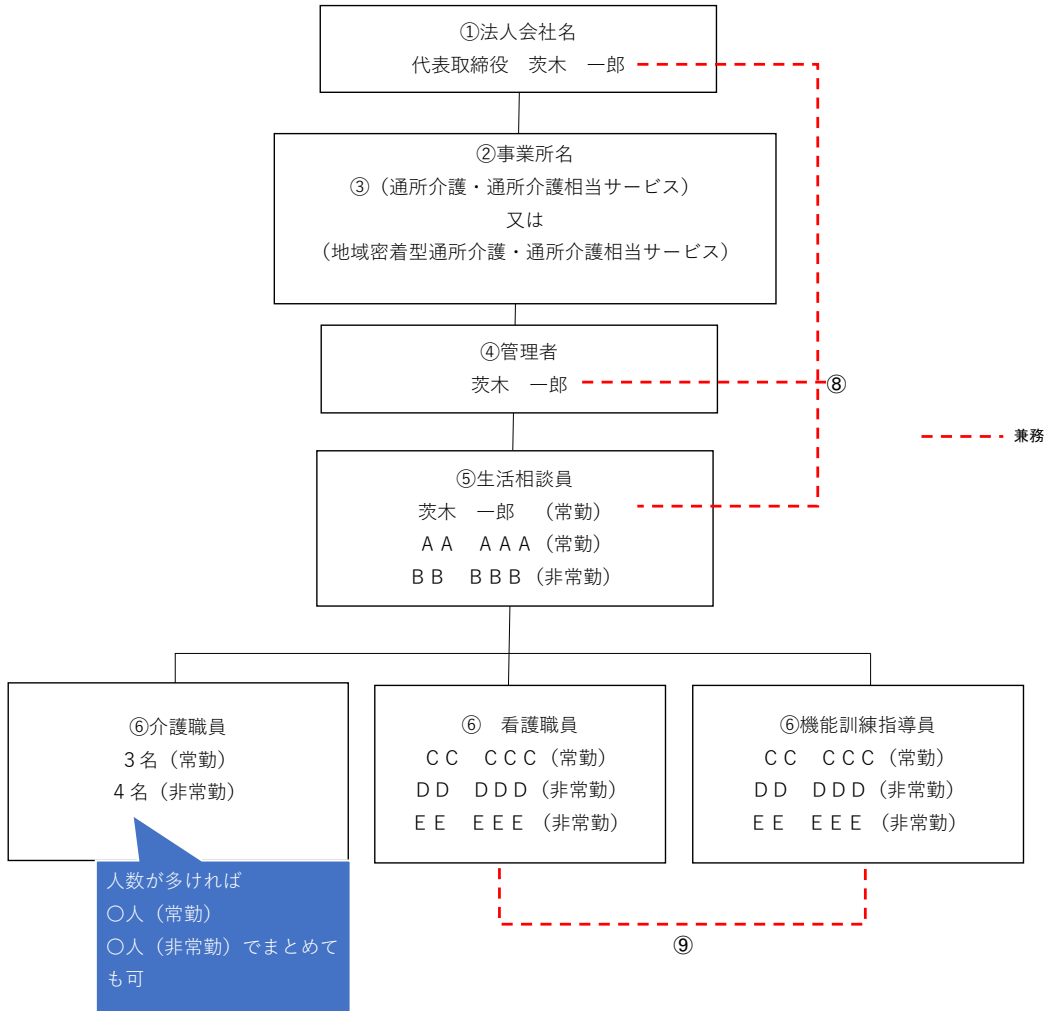 ①法人会社名
代表取締役　茨木　一郎
②事業所名
③（通所介護・通所介護相当サービス）
又は
（地域密着型通所介護・通所介護相当サービス）
④管理者
茨木　一郎
⑧
兼務
⑤生活相談員
茨木　一郎　（常勤）
ＡＡ　ＡＡＡ（常勤）
ＢＢ　ＢＢＢ（非常勤）
⑥介護職員
３名（常勤）
４名（非常勤）
⑥　看護職員
ＣＣ　ＣＣＣ（常勤）
ＤＤ　ＤＤＤ（非常勤）
ＥＥ　ＥＥＥ（非常勤）
⑥機能訓練指導員
ＣＣ　ＣＣＣ（常勤）
ＤＤ　ＤＤＤ（非常勤）
ＥＥ　ＥＥＥ（非常勤）
人数が多ければ
〇人（常勤）
〇人（非常勤）でまとめて
も可
⑨